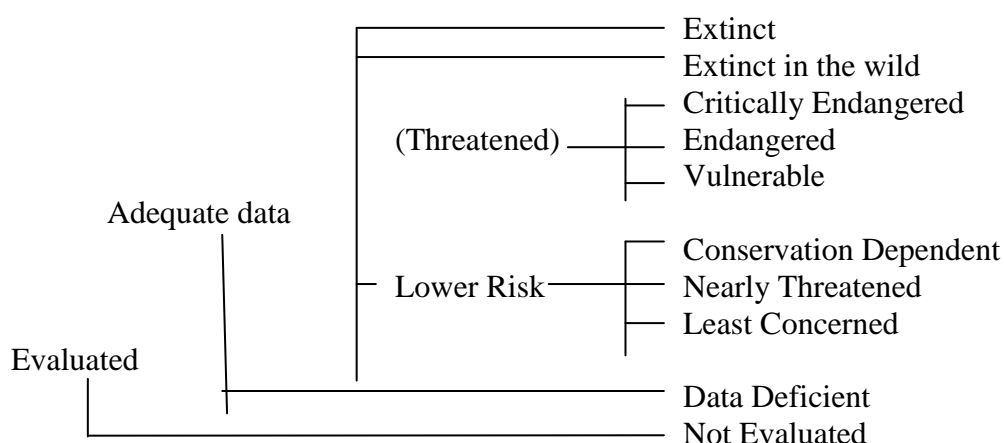 Extinct
Extinct in the wild
Critically Endangered
(Threatened)
Endangered
Vulnerable
Adequate data
Conservation Dependent
Lower Risk
Nearly Threatened
Least Concerned
Evaluated
Data Deficient
Not Evaluated